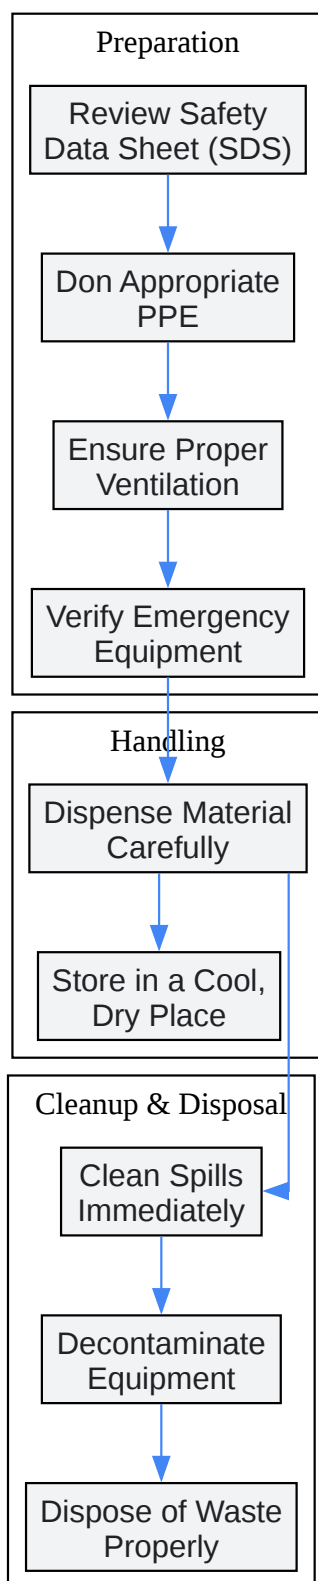 Preparation
Review Safety
Data Sheet (SDS)
Don Appropriate
PPE
Ensure Proper
Ventilation
Verify Emergency
Equipment
Handling
Dispense Material
Carefully
Store in a Cool,
Dry Place
Cleanup & Disposal
Clean Spills
Immediately
Decontaminate
Equipment
Dispose of Waste
Properly